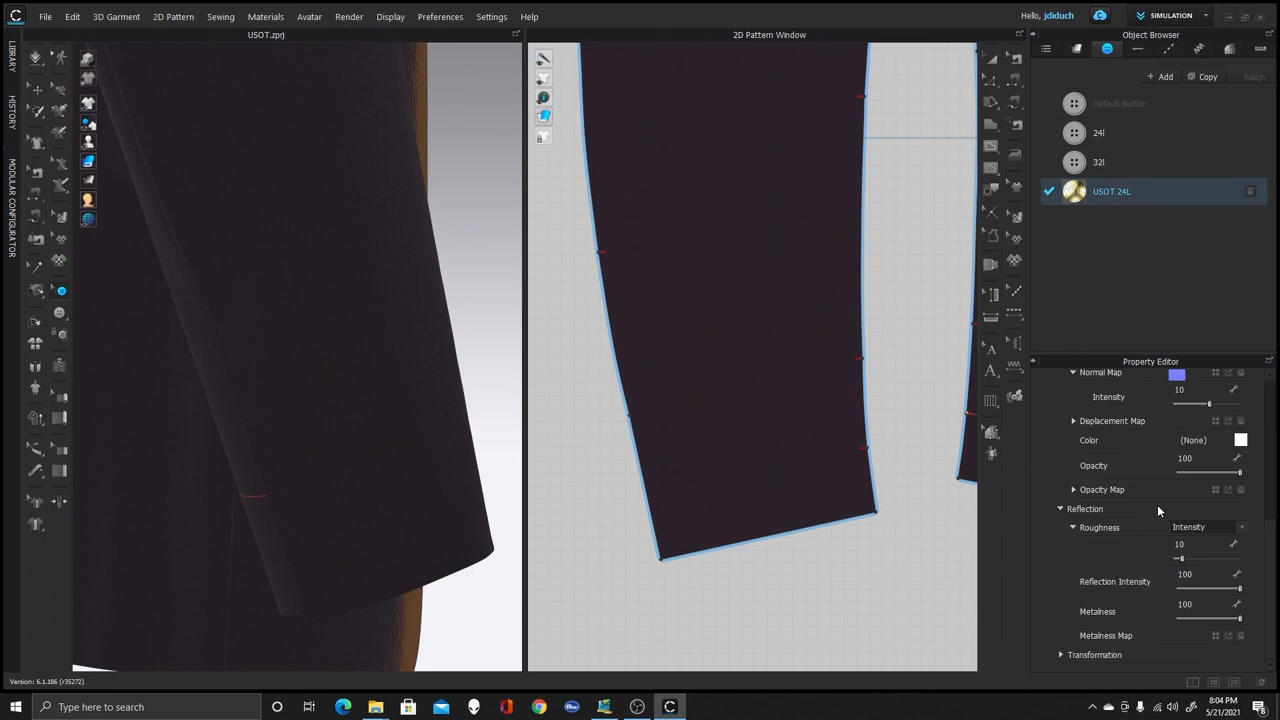 File Edit 3D Garment 2D Pattern Sewing Materials Avatar Render Display Preferences Settings Help
Hello, jdiduch
SIMULATION
USOT.zprj
2D Pattern Window
Object Browser
LIBRARY
HISTORY
MODULAR CONFIGURATOR
+ Add
Copy
Assign
Default Button
24l
32l
USOT 24L
Property Editor
Normal Map
Intensity 10
Displacement Map
Color (None)
Opacity 100
Opacity Map
Reflection
Roughness Intensity
10
Reflection Intensity 100
Metalness 100
Metalness Map
Transformation
Version: 6.1.186 (r35272)
3D
2D
Type here to search
8:04 PM
5/21/2021